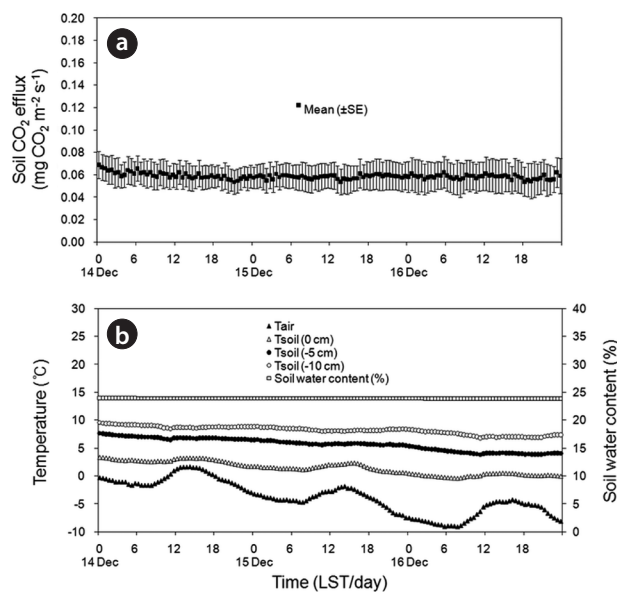 a
Soil CO2 efflux
(mg CO2 m-2 s-1)
0.20
0.18
0.16
0.14
0.12
0.10
0.08
0.06
0.04
0.02
0.00
Mean (±SE)
0 6 12 18 0 6 12 18 0 6 12 18
14 Dec 15 Dec 16 Dec
b
Temperature (℃)
30
25
20
15
10
5
0
-5
-10
Tair
Tsoil (0 cm)
Tsoil (-5 cm)
Tsoil (-10 cm)
Soil water content (%)
40
35
30
25
20
15
10
5
0
Soil water content (%)
0 6 12 18 0 6 12 18 0 6 12 18
14 Dec 15 Dec 16 Dec
Time (LST/day)